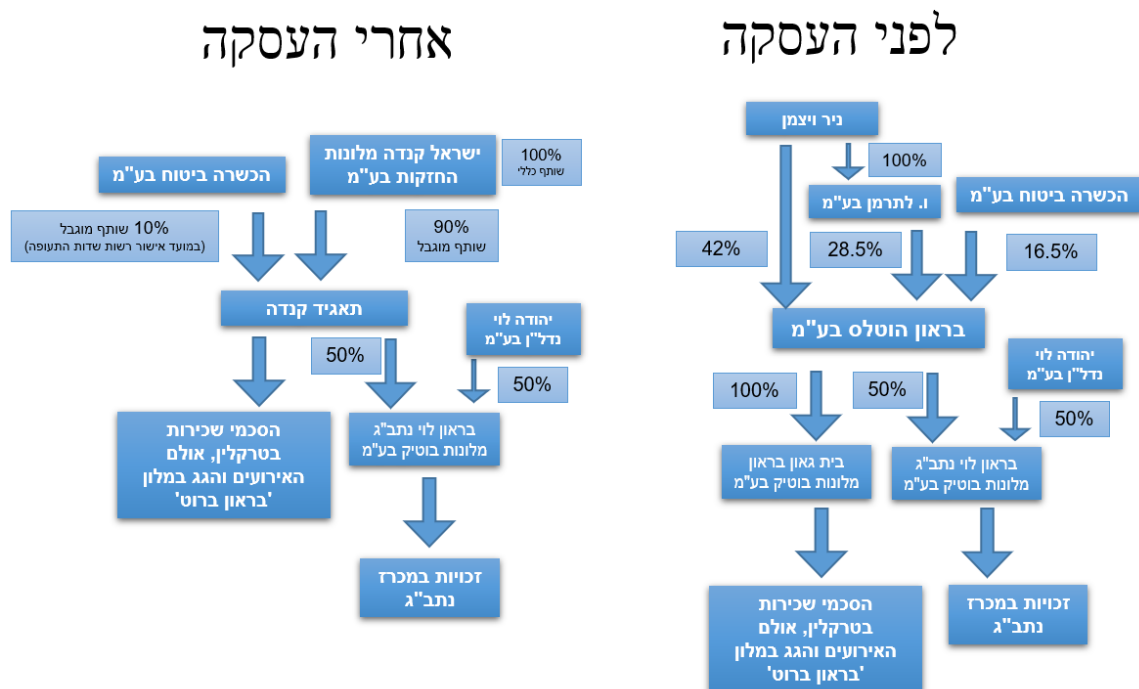 לפני העסקה
ניר ויצמן
100%
ו. לתרמן בע"מ
הכשרה ביטוח בע"מ
42%
28.5%
16.5%
בראון הוטלס בע"מ
יהודה לוי
נדל"ן בע"מ
100%
50%
50%
בית גאון בראון
מלונות בוטיק בע"מ
בראון לוי נתב"ג
מלונות בוטיק בע"מ
הסכמי שכירות
בטרקלין, אולם
האירועים והגג במלון
'בראון ברוט'
זכויות במכרז
נתב"ג
אחרי העסקה
ישראל קנדה מלונות
החזקות בע"מ
100%
שותף כללי
הכשרה ביטוח בע"מ
90%
שותף מוגבל
10% שותף מוגבל
(במועד אישור רשות שדות התעופה)
תאגיד קנדה
יהודה לוי
נדל"ן בע"מ
50%
50%
הסכמי שכירות
בטרקלין, אולם
האירועים והגג במלון
'בראון ברוט'
בראון לוי נתב"ג
מלונות בוטיק בע"מ
זכויות במכרז
נתב"ג